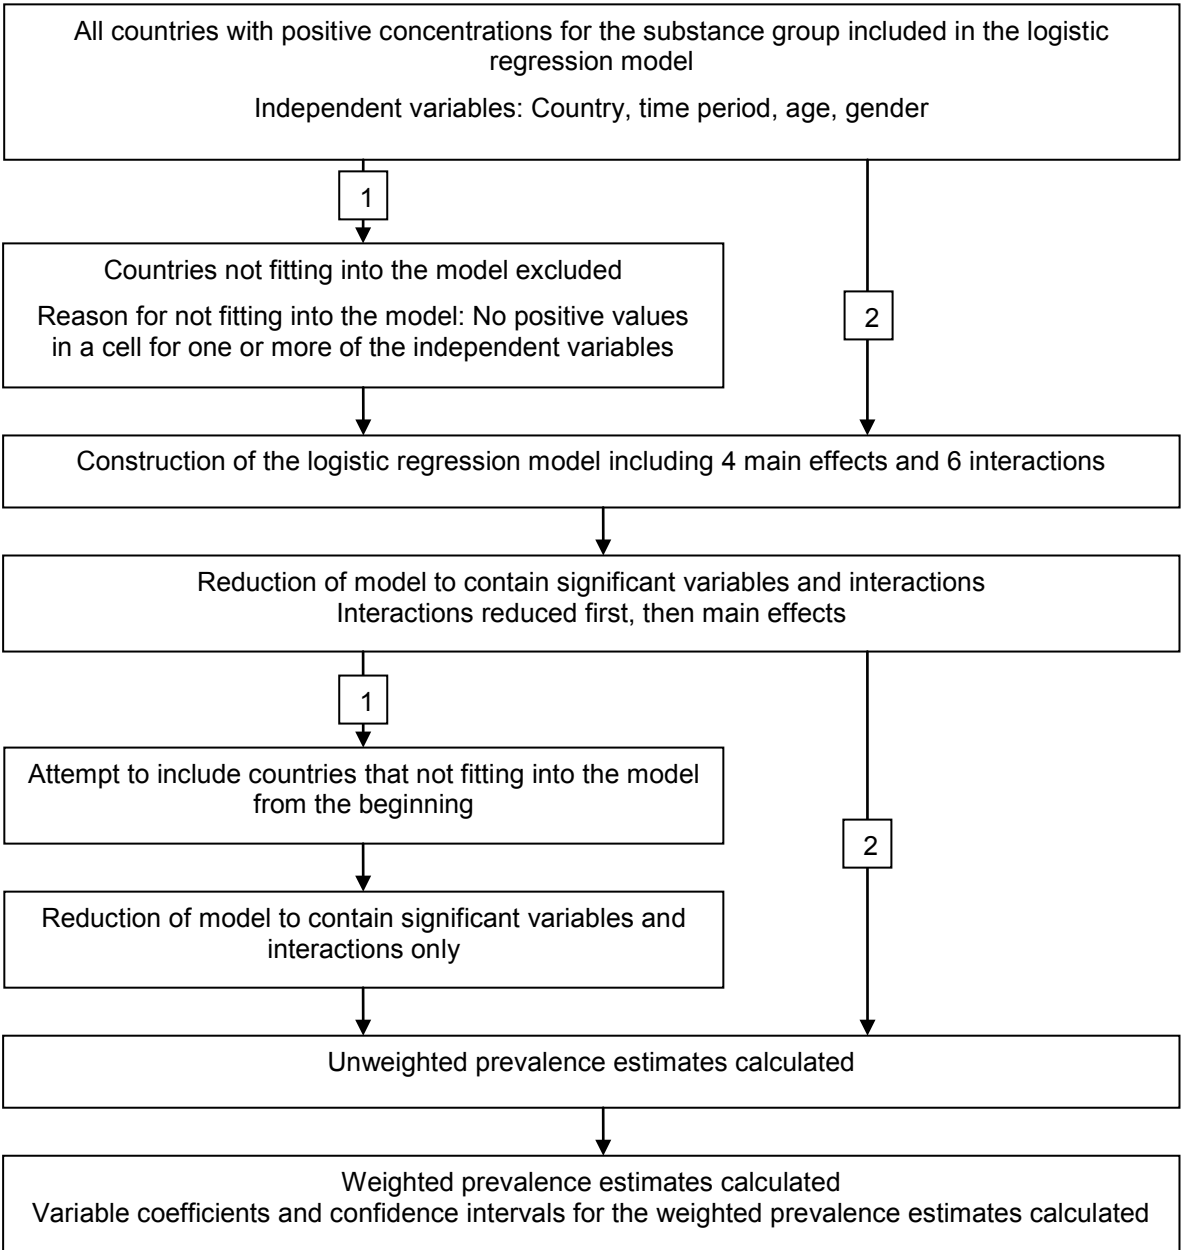 All countries with positive concentrations for the substance group included in the logistic
regression model
Independent variables: Country, time period, age, gender
1
Countries not fitting into the model excluded
Reason for not fitting into the model: No positive values
in a cell for one or more of the independent variables
2
Construction of the logistic regression model including 4 main effects and 6 interactions
Reduction of model to contain significant variables and interactions
Interactions reduced first, then main effects
1
Attempt to include countries that not fitting into the model
from the beginning
2
Reduction of model to contain significant variables and
interactions only
Unweighted prevalence estimates calculated
Weighted prevalence estimates calculated
Variable coefficients and confidence intervals for the weighted prevalence estimates calculated